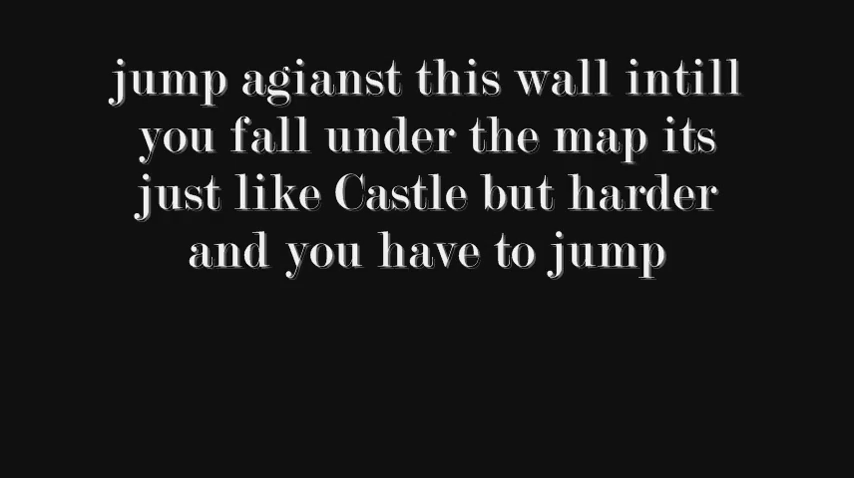 jump agianst this wall intill
you fall under the map its
just like Castle but harder
and you have to jump